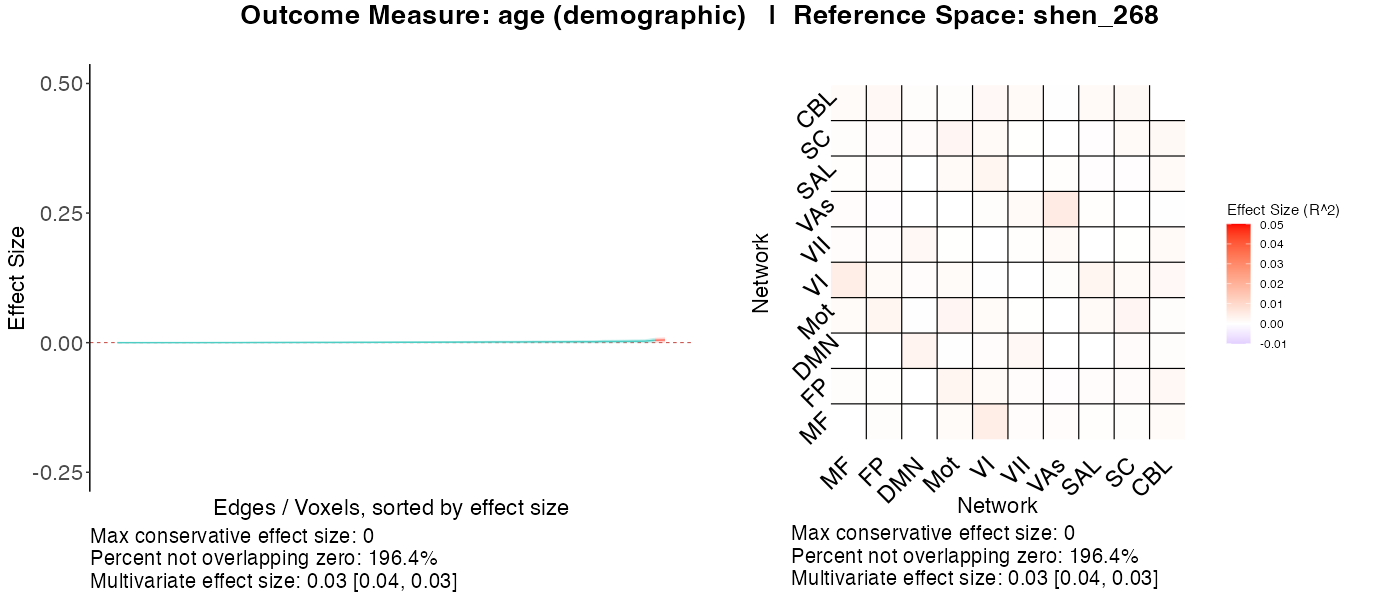 Outcome Measure: age (demographic) | Reference Space: shen_268
0.50
0.25
0.00
-0.25
Effect Size
Edges / Voxels, sorted by effect size
Max conservative effect size: 0
Percent not overlapping zero: 196.4%
Multivariate effect size: 0.03 [0.04, 0.03]
CBL
SC
SAL
VAs
VII
VI
Mot
DMN
FP
MF
Network
MF
FP
DMN
Mot
VI
VII
VAs
SAL
SC
CBL
Network
Max conservative effect size: 0
Percent not overlapping zero: 196.4%
Multivariate effect size: 0.03 [0.04, 0.03]
Effect Size (R^2)
0.05
0.04
0.03
0.02
0.01
0.00
-0.01